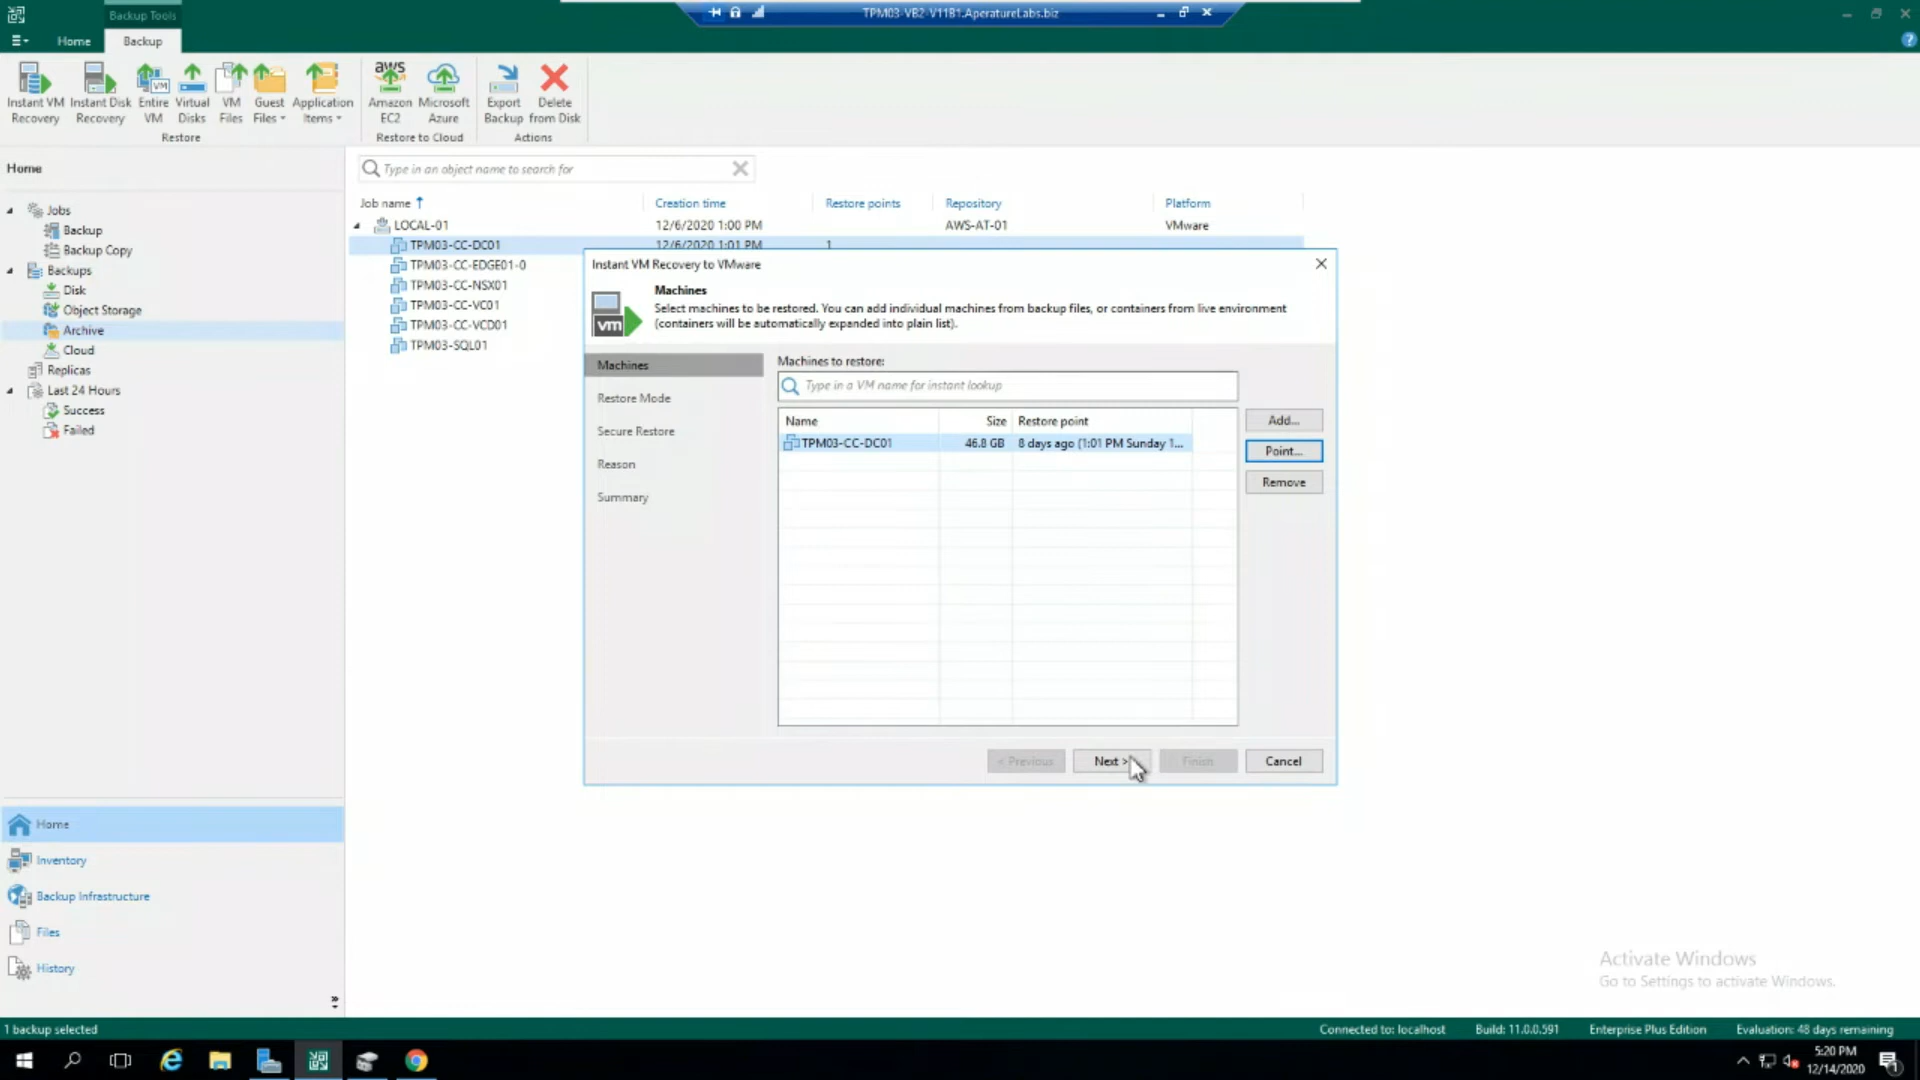 Backup Tools
TPM03-VB2-V11B1.AperatureLabs.biz
Home
Backup
Instant VM Recovery
Instant Disk Recovery
Entire VM
Virtual Disks
VM Files
Guest Files
Application Items
aws
Amazon EC2
Microsoft Azure
Export Backup
Delete from Disk
Restore
Restore to Cloud
Actions
Home
Jobs
Backup
Backup Copy
Backups
Disk
Object Storage
Archive
Cloud
Replicas
Last 24 Hours
Success
Failed
Home
Inventory
Backup Infrastructure
Files
History
Type in an object name to search for
Job name Creation time Restore points Repository Platform
LOCAL-01 12/6/2020 1:00 PM AWS-AT-01 VMware
TPM03-CC-DC01 12/6/2020 1:01 PM 1
TPM03-CC-EDGE01-0
TPM03-CC-NSX01
TPM03-CC-VC01
TPM03-CC-VCD01
TPM03-SQL01
Instant VM Recovery to VMware
vm
Machines
Select machines to be restored. You can add individual machines from backup files, or containers from live environment
(containers will be automatically expanded into plain list).
Machines
Restore Mode
Secure Restore
Reason
Summary
Machines to restore:
Type in a VM name for instant lookup
Name Size Restore point
TPM03-CC-DC01 46.8 GB 8 days ago (1:01 PM Sunday 1...
Add...
Point...
Remove
< Previous
Next >
Finish
Cancel
Activate Windows
Go to Settings to activate Windows.
1 backup selected
Connected to: localhost
Build: 11.0.0.591
Enterprise Plus Edition
Evaluation: 48 days remaining
5:20 PM
12/14/2020
1